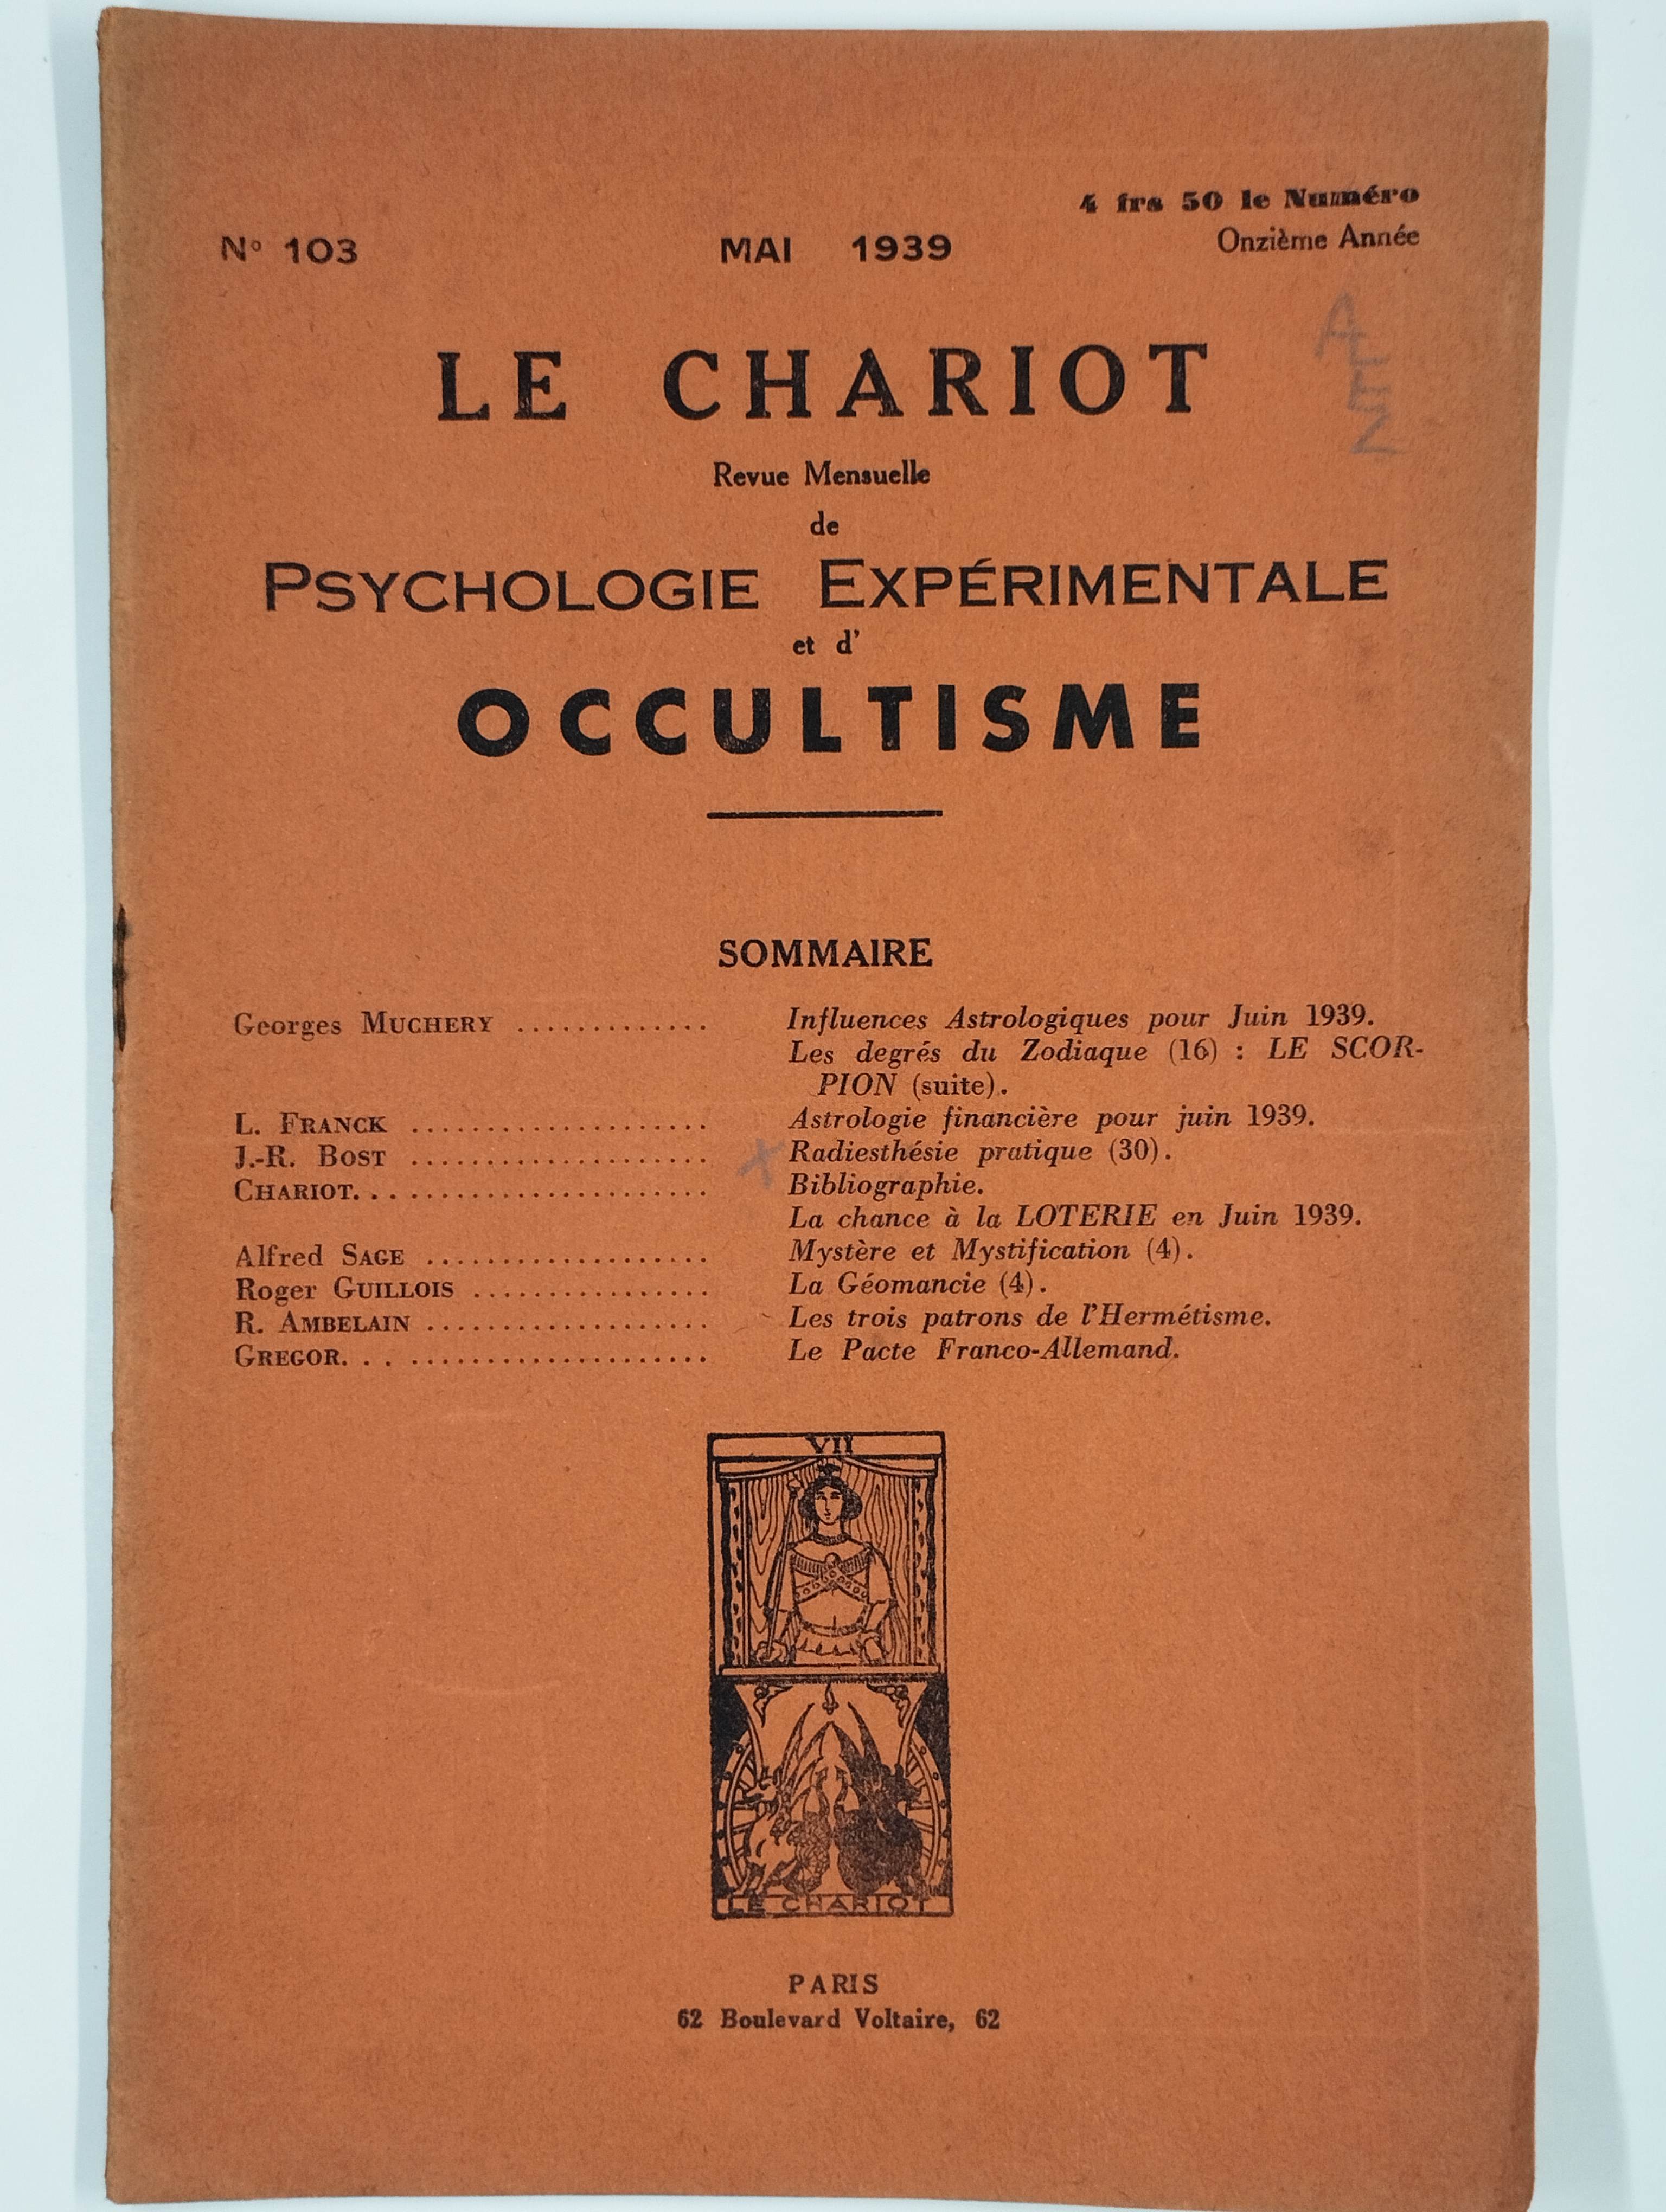 4 frs 50 le Numéro
N° 103 MAI 1939 Onzième Année
LE CHARIOT
Revue Mensuelle
de
PSYCHOLOGIE EXPÉRIMENTALE
et d'
OCCULTISME
SOMMAIRE
Georges MUCHERY ............. Influences Astrologiques pour Juin 1939.
Les degrés du Zodiaque (16) : LE SCOR-
PION (suite).
L. FRANCK .................... Astrologie financière pour juin 1939.
J.-R. BOST .................... Radiesthésie pratique (30).
CHARIOT. . ...................... Bibliographie.
La chance à la LOTERIE en Juin 1939.
Alfred SAGE ................... Mystère et Mystification (4).
Roger GUILLOIS ................ La Géomancie (4).
R. AMBELAIN ................... Les trois patrons de l'Hermétisme.
GREGOR. . . .................... Le Pacte Franco-Allemand.
VII
LE CHARIOT
PARIS
62 Boulevard Voltaire, 62